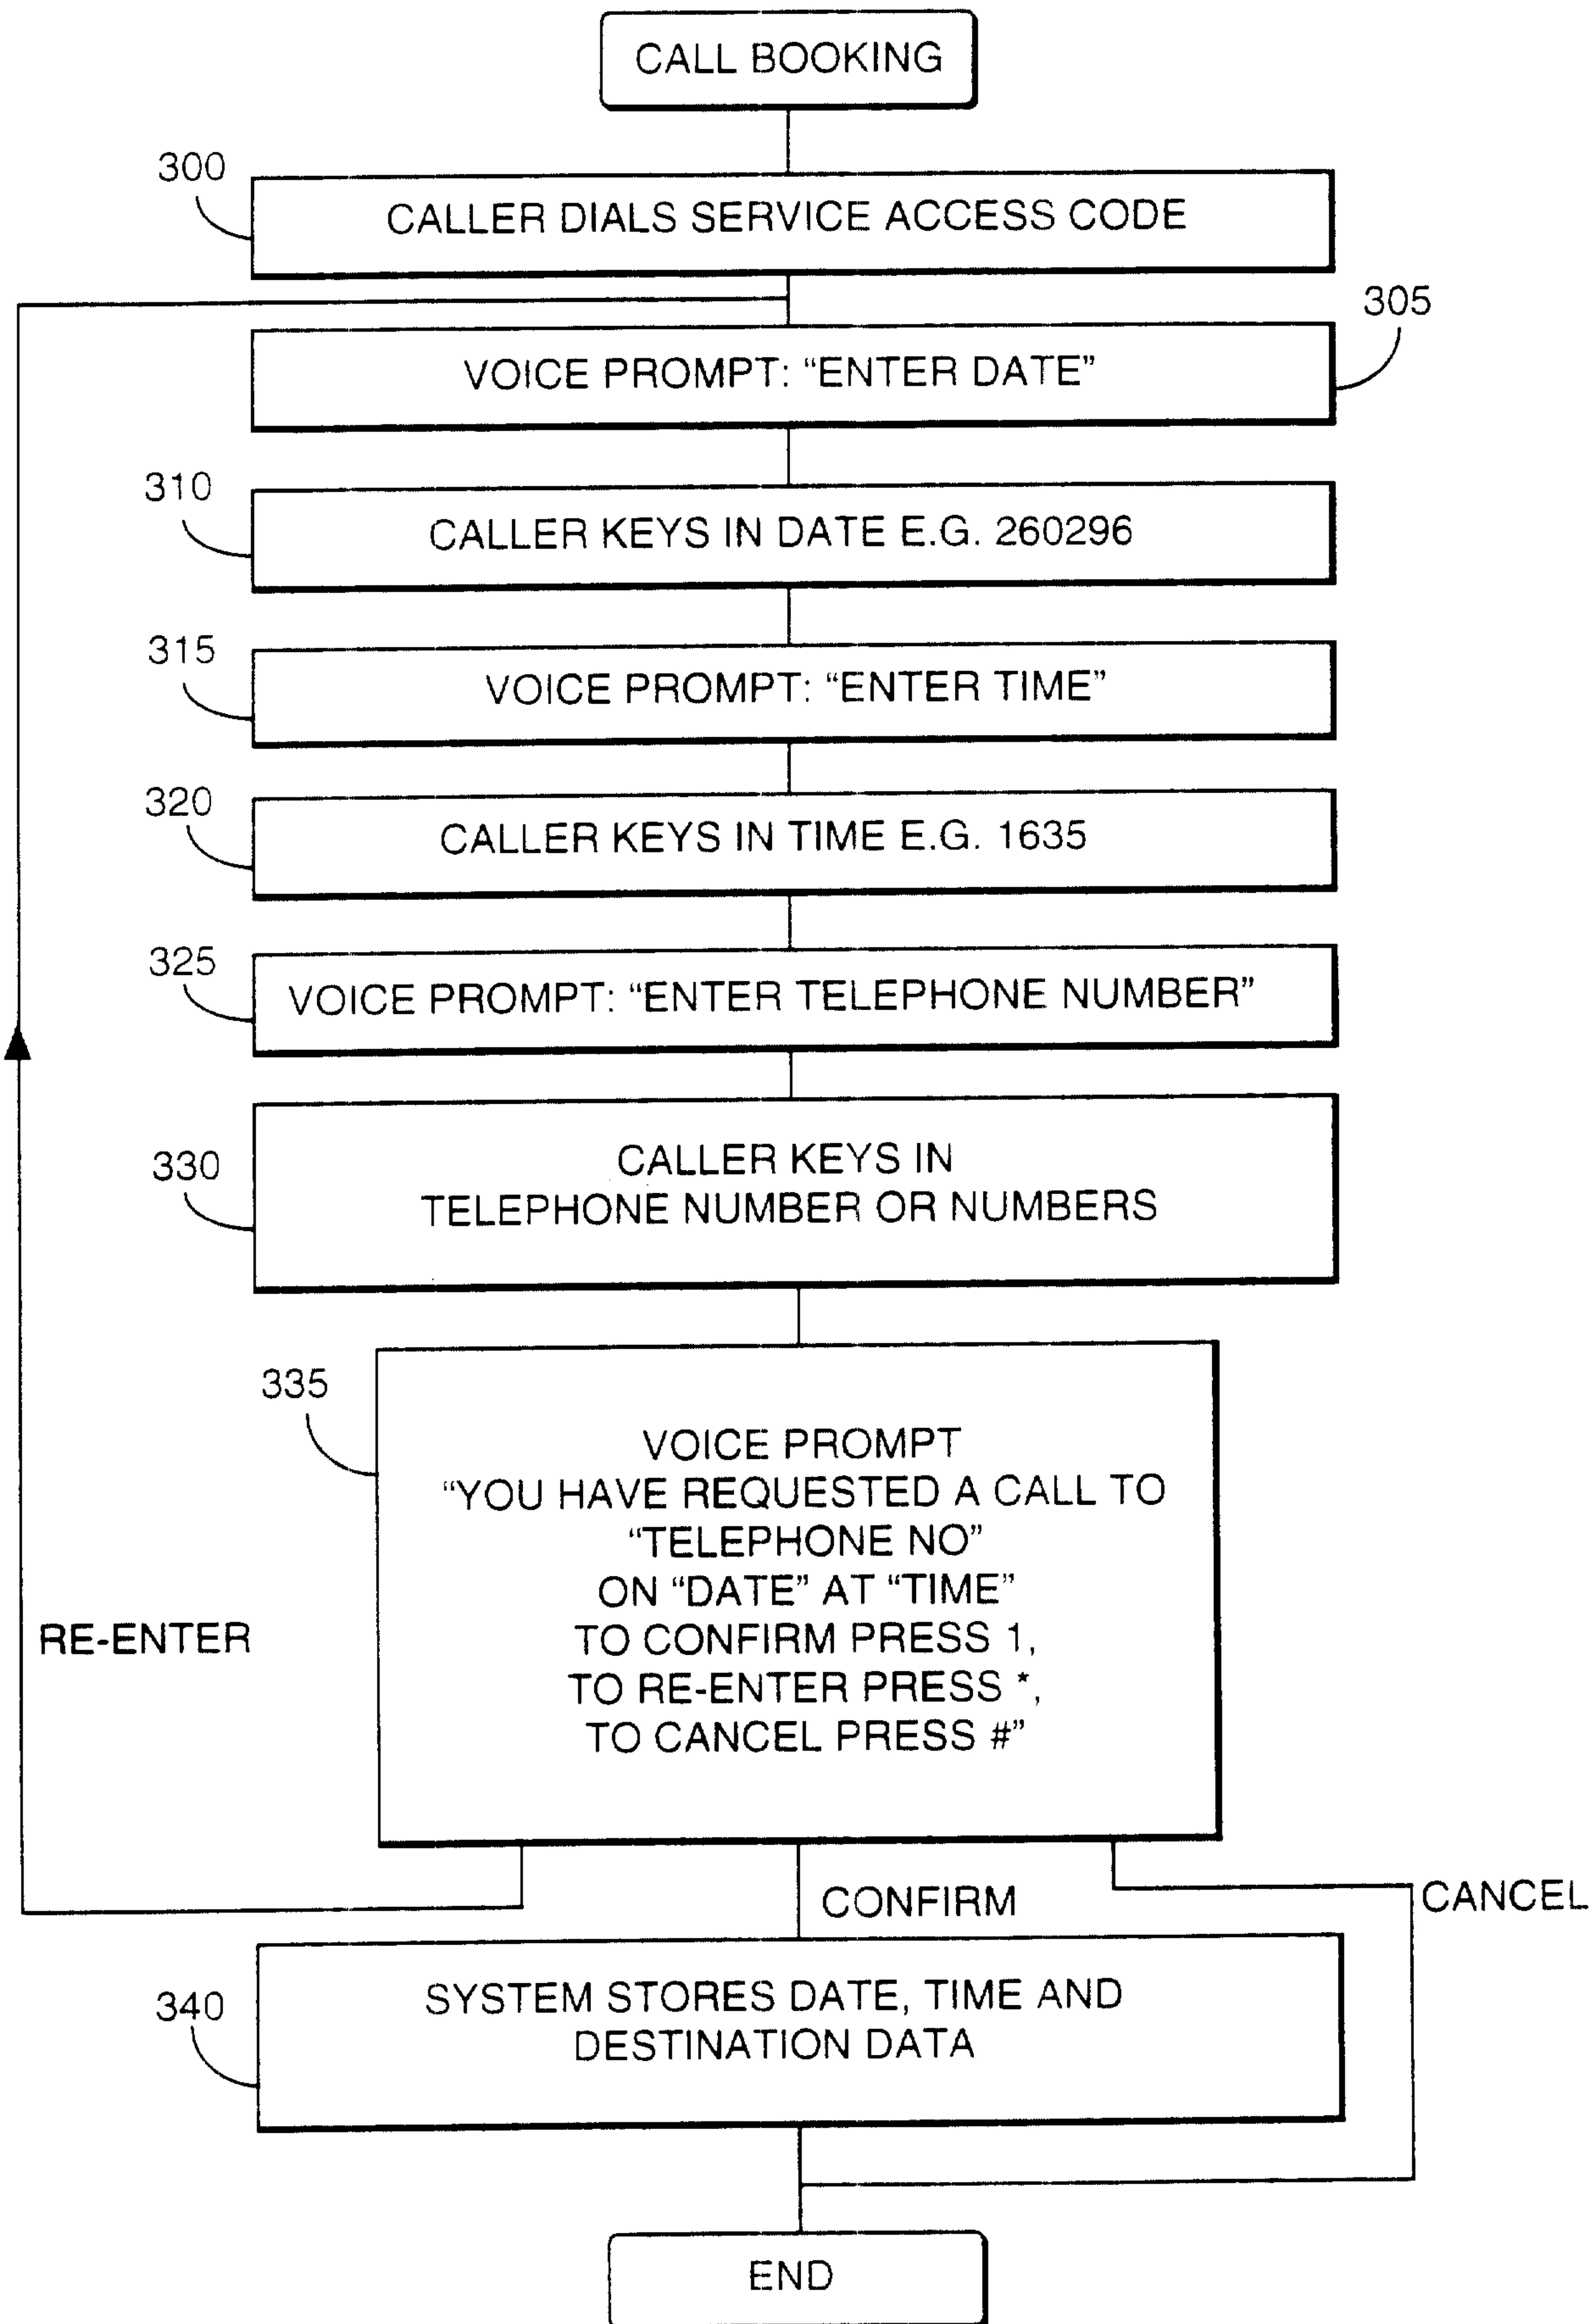 CALL BOOKING
300
CALLER DIALS SERVICE ACCESS CODE
305
VOICE PROMPT: “ENTER DATE”
310
CALLER KEYS IN DATE E.G. 260296
315
VOICE PROMPT: “ENTER TIME”
320
CALLER KEYS IN TIME E.G. 1635
325
VOICE PROMPT: “ENTER TELEPHONE NUMBER”
330
CALLER KEYS IN
TELEPHONE NUMBER OR NUMBERS
335
VOICE PROMPT
“YOU HAVE REQUESTED A CALL TO
“TELEPHONE NO”
ON “DATE” AT “TIME”
TO CONFIRM PRESS 1,
TO RE-ENTER PRESS *,
TO CANCEL PRESS #”
RE-ENTER
CONFIRM
CANCEL
340
SYSTEM STORES DATE, TIME AND
DESTINATION DATA
END